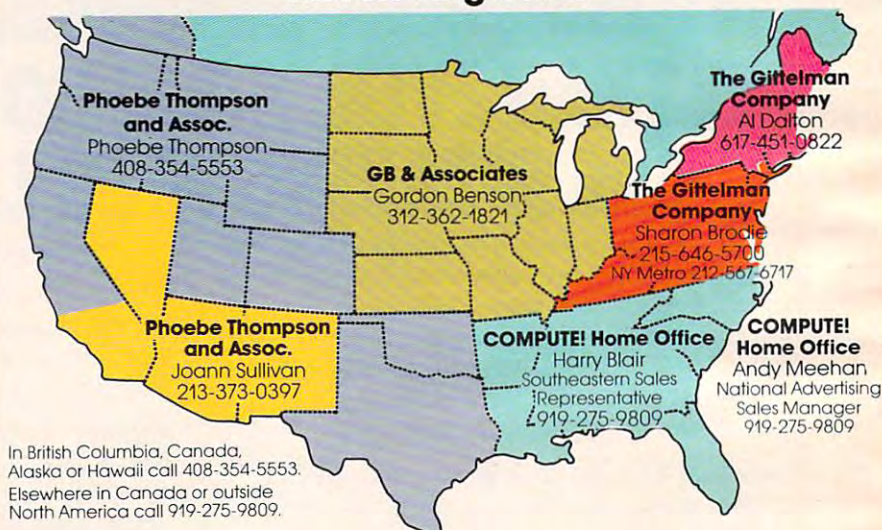 Phoebe Thompson
and Assoc.
Phoebe Thompson
408-354-5553
GB & Associates
Gordon Benson
312-362-1821
The Gittelman
Company
Al Dalton
617-451-0822
The Gittelman
Company
Sharon Brodie
215-646-5700
NY Metro 212-567-6717
Phoebe Thompson
and Assoc.
Joann Sullivan
213-373-0397
COMPUTE! Home Office
Harry Blair
Southeastern Sales
Representative
919-275-9809
COMPUTE!
Home Office
Andy Meehan
National Advertising
Sales Manager
919-275-9809
In British Columbia, Canada,
Alaska or Hawaii call 408-354-5553.
Elsewhere in Canada or outside
North America call 919-275-9809.